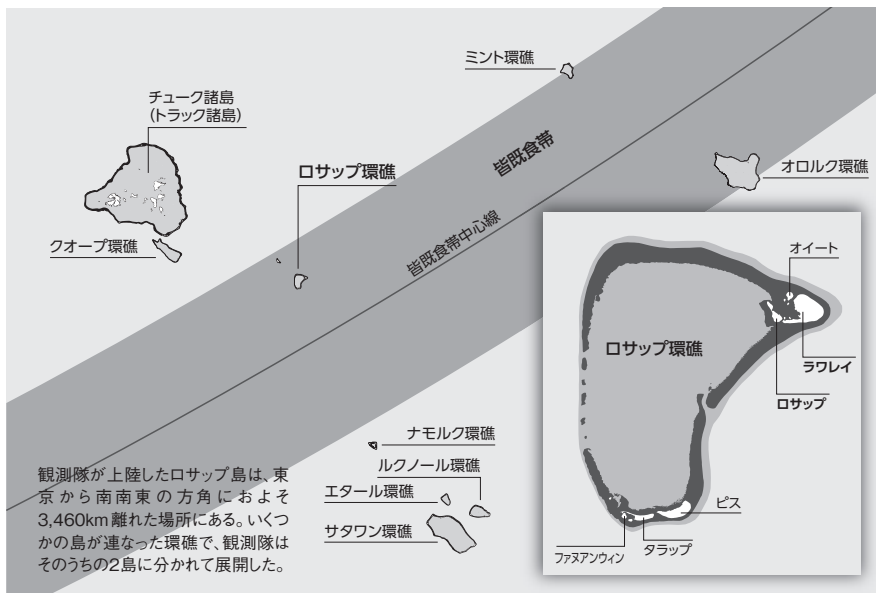 ミント環礁
チューク諸島
(トラック諸島)
ロサップ環礁
皆既食帯
オロルク環礁
クオープ環礁
皆既食帯中心線
オイート
ロサップ環礁
ラワレイ
ロサップ
ナモルク環礁
ルクノール環礁
エタール環礁
サタワン環礁
ピス
タラップ
ファヌアンウィン
観測隊が上陸したロサップ島は、東
京から南南東の方角におよそ
3,460km離れた場所にある。いくつ
かの島が連なった環礁で、観測隊は
そのうちの2島に分かれて展開した。